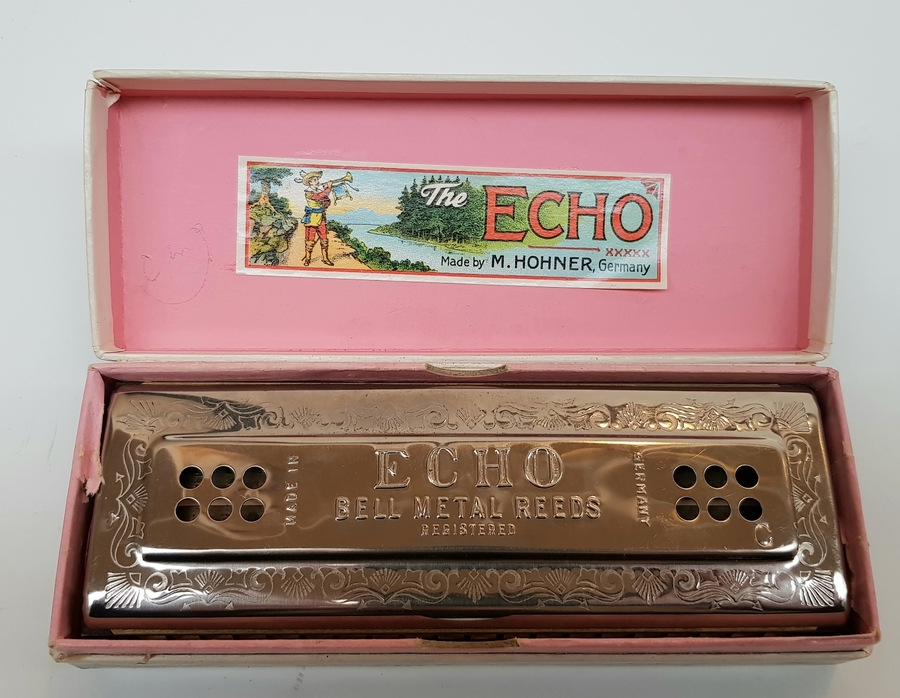 The ECHO
xxxxx
Made by M. HOHNER, Germany
ECHO
MADE IN
GERMANY
BELL METAL REEDS
REGISTERED
C